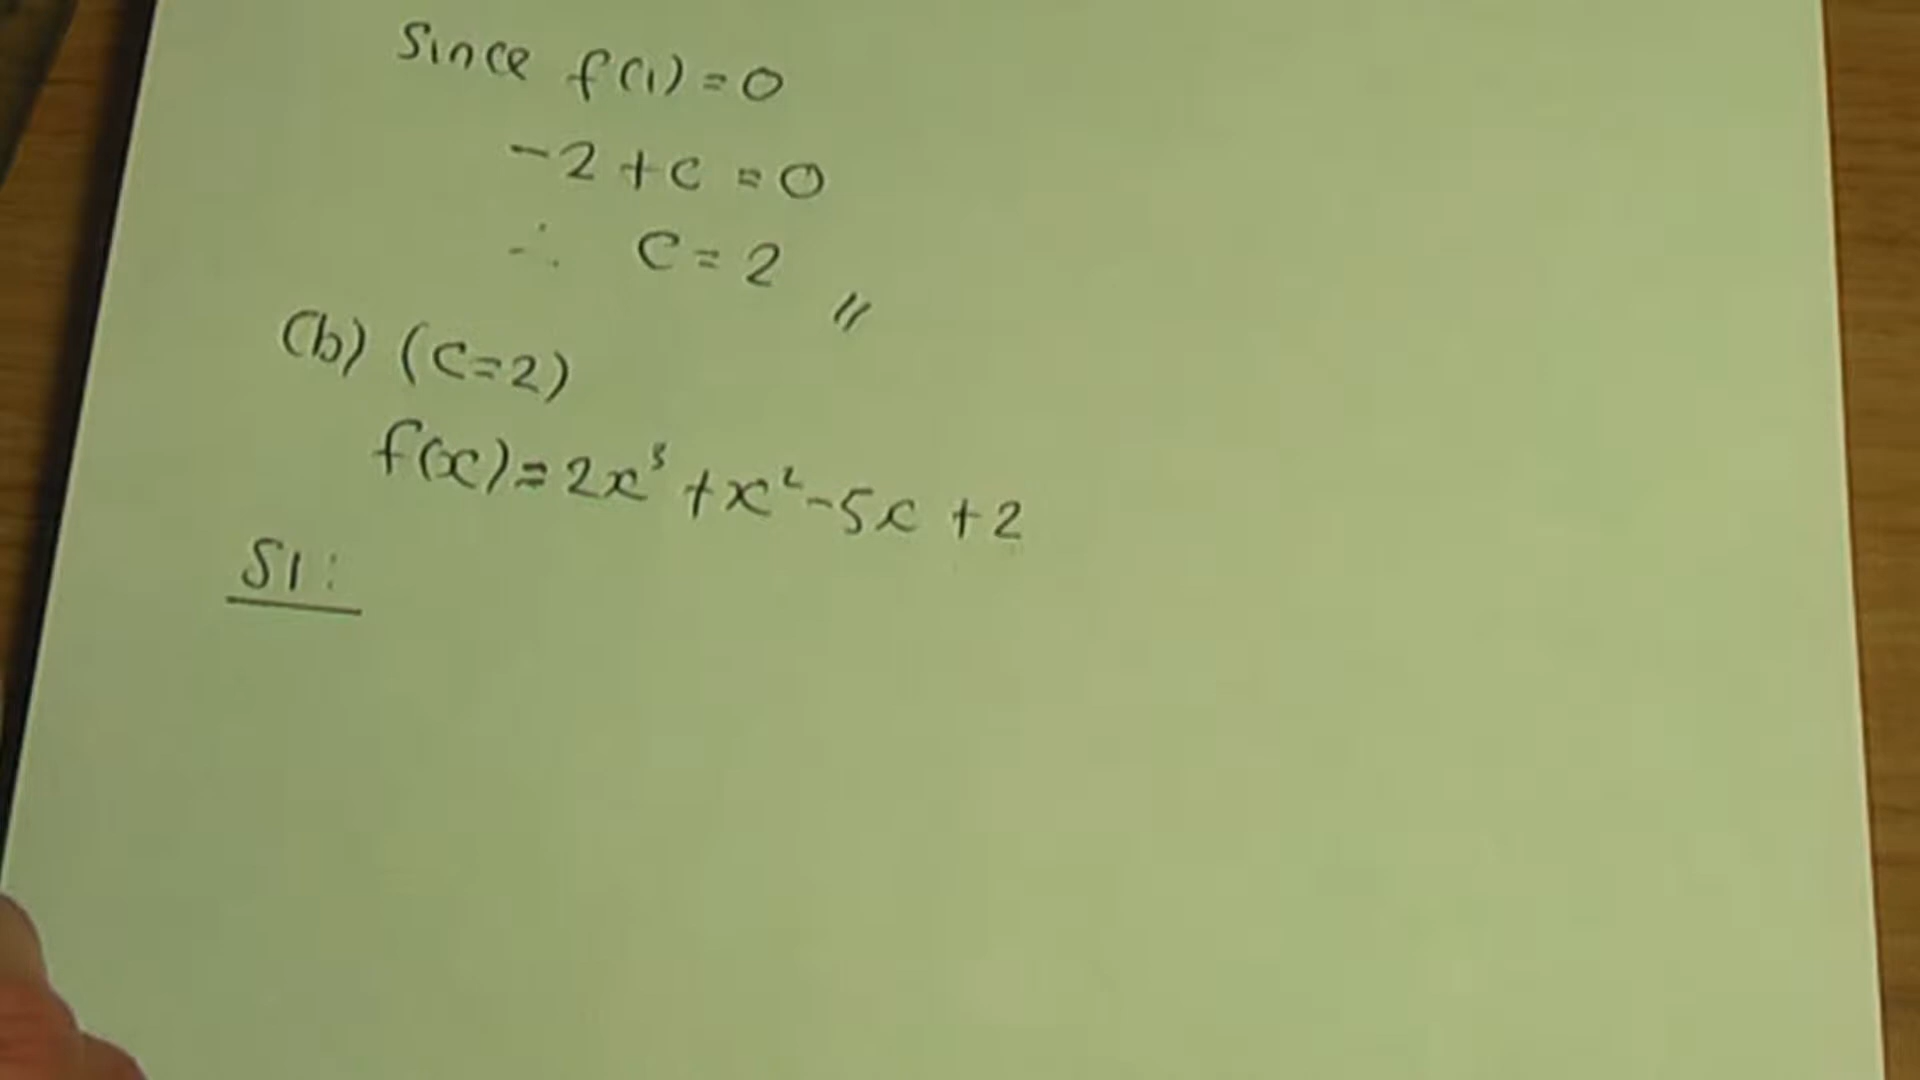 Since f(1)=0
-2+c=0
∴ c=2 //
(b) (c=2)
f(x)=2x³+x²-5x+2
S1: